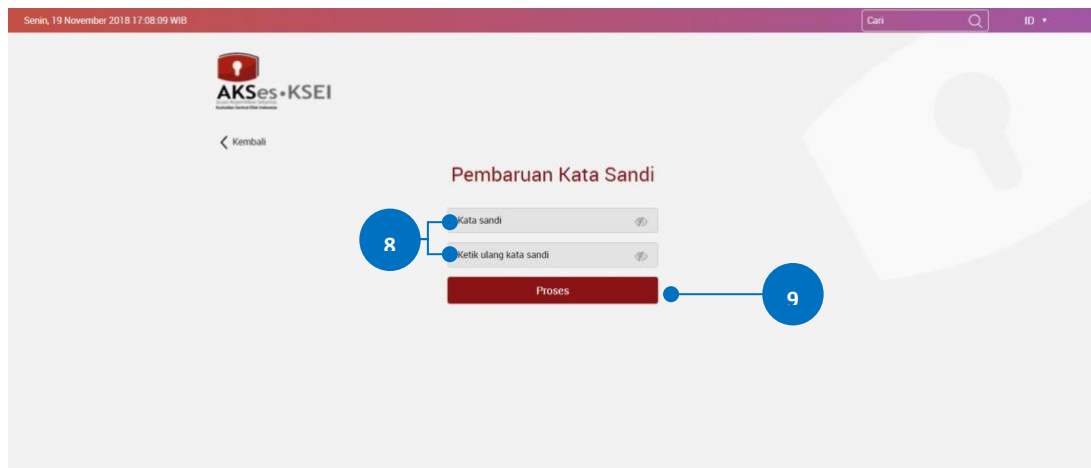 Senin, 19 November 2018 17:08:09 WIB
Cari
ID
AKSes•KSEI
Kembali
Pembaruan Kata Sandi
Kata sandi
8
Ketik ulang kata sandi
Proses
9